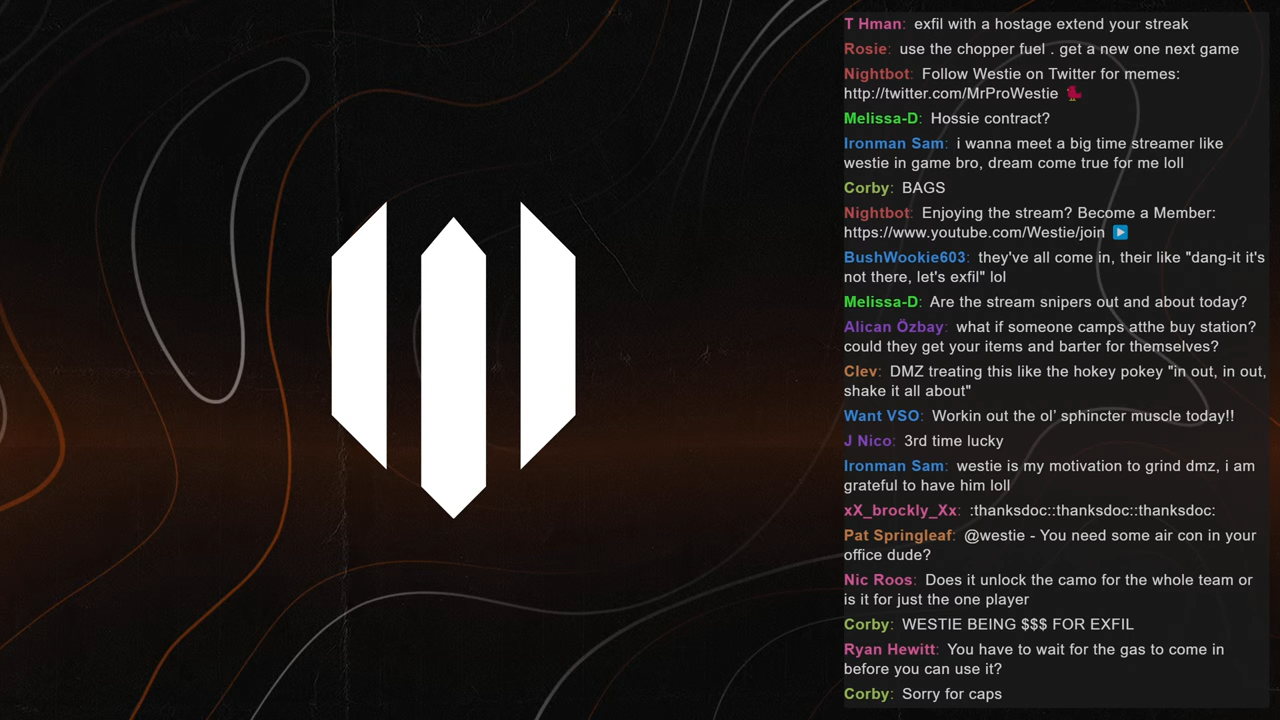 T Hman: exfil with a hostage extend your streak
Rosie: use the chopper fuel . get a new one next game
Nightbot: Follow Westie on Twitter for memes:
http://twitter.com/MrProWestie
Melissa-D: Hossie contract?
Ironman Sam: i wanna meet a big time streamer like
westie in game bro, dream come true for me loll
Corby: BAGS
Nightbot: Enjoying the stream? Become a Member:
https://www.youtube.com/Westie/join
BushWookie603: they've all come in, their like "dang-it it's
not there, let's exfil" lol
Melissa-D: Are the stream snipers out and about today?
Alican Özbay: what if someone camps atthe buy station?
could they get your items and barter for themselves?
Clev: DMZ treating this like the hokey pokey "in out, in out,
shake it all about"
Want VSO: Workin out the ol’ sphincter muscle today!!
J Nico: 3rd time lucky
Ironman Sam: westie is my motivation to grind dmz, i am
grateful to have him loll
xX_brockly_Xx: :thanksdoc::thanksdoc::thanksdoc:
Pat Springleaf: @westie - You need some air con in your
office dude?
Nic Roos: Does it unlock the camo for the whole team or
is it for just the one player
Corby: WESTIE BEING $$$ FOR EXFIL
Ryan Hewitt: You have to wait for the gas to come in
before you can use it?
Corby: Sorry for caps